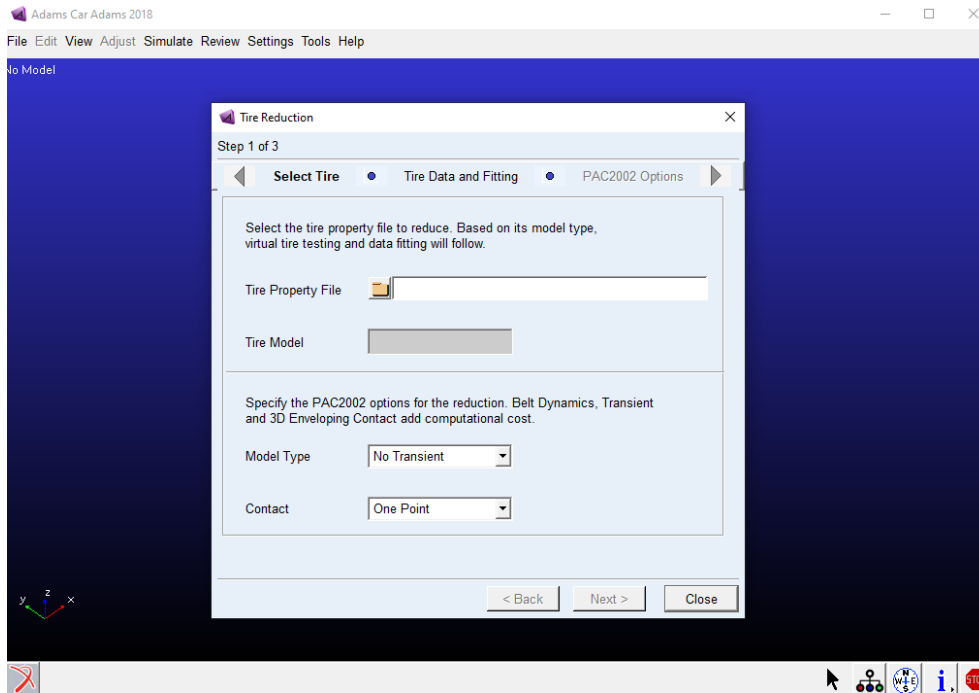 Adams Car Adams 2018
File Edit View Adjust Simulate Review Settings Tools Help
No Model
Tire Reduction
Step 1 of 3
Select Tire Tire Data and Fitting PAC2002 Options
Select the tire property file to reduce. Based on its model type,
virtual tire testing and data fitting will follow.
Tire Property File
Tire Model
Specify the PAC2002 options for the reduction. Belt Dynamics, Transient
and 3D Enveloping Contact add computational cost.
Model Type No Transient
Contact One Point
< Back Next > Close
z
y x
N
W E
S
i